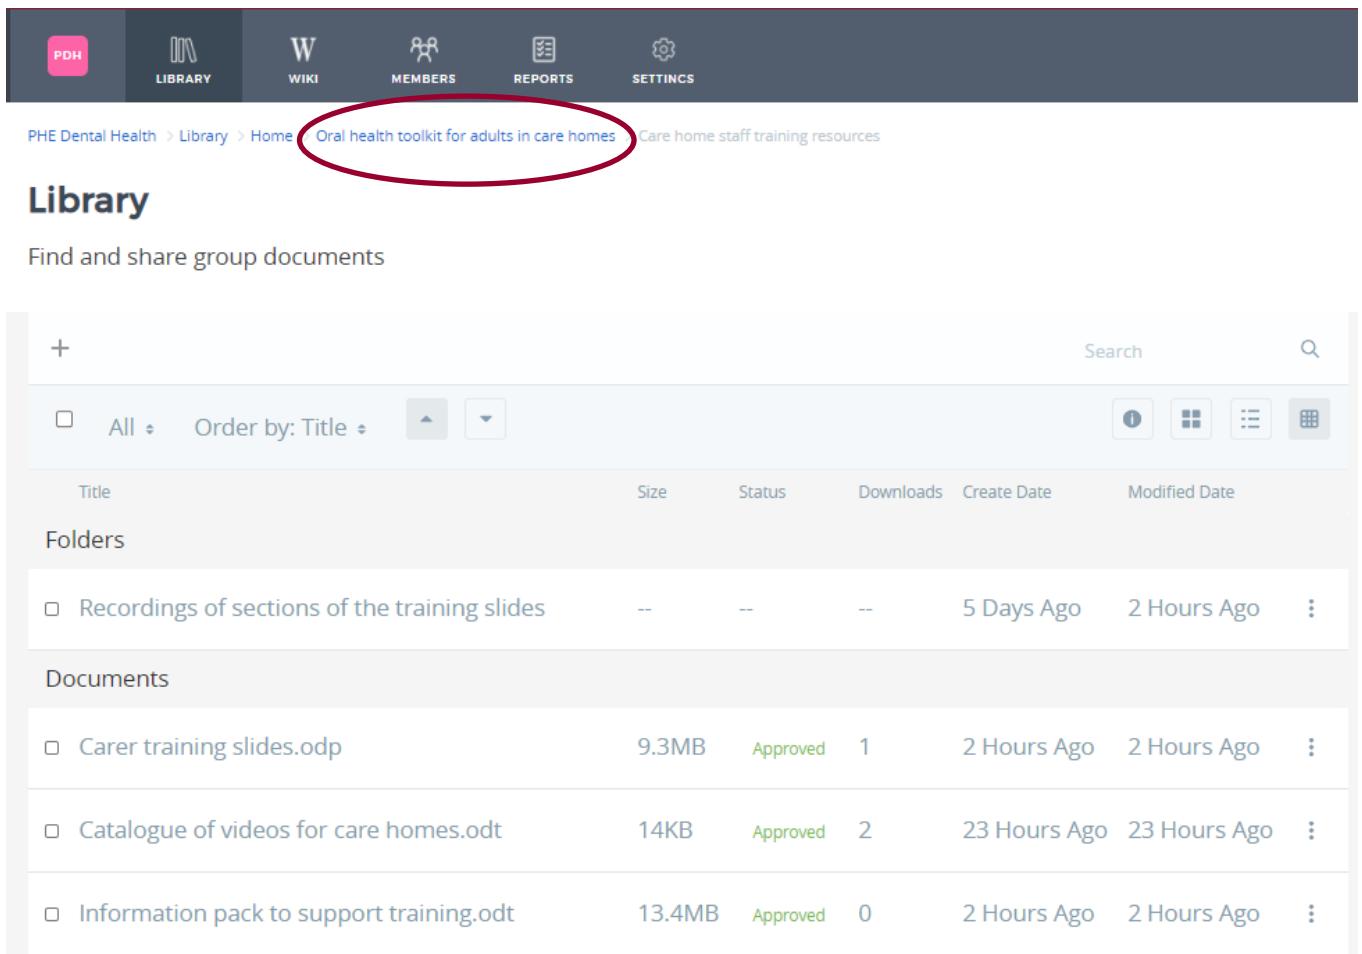 PDH
LIBRARY
W
WIKI
MEMBERS
REPORTS
SETTINGS
PHE Dental Health > Library > Home > Oral health toolkit for adults in care homes Care home staff training resources
Library
Find and share group documents
+ Search
All Order by: Title
Title Size Status Downloads Create Date Modified Date
Folders
Recordings of sections of the training slides -- -- -- 5 Days Ago 2 Hours Ago
Documents
Carer training slides.odp 9.3MB Approved 1 2 Hours Ago 2 Hours Ago
Catalogue of videos for care homes.odt 14KB Approved 2 23 Hours Ago 23 Hours Ago
Information pack to support training.odt 13.4MB Approved 0 2 Hours Ago 2 Hours Ago